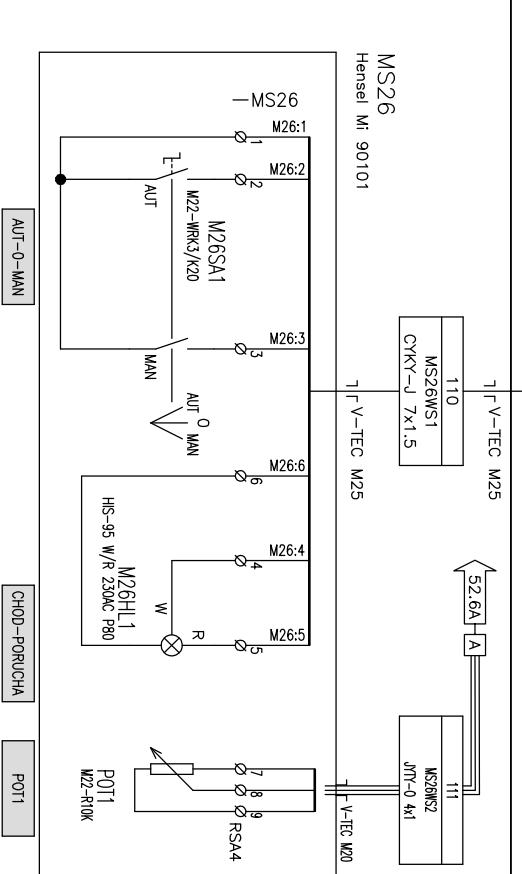 MS26
Hensel Mi 90101
V-TEC M25
110
MS26WS1
CYKY-J 7x1.5
V-TEC M25
52.6A
A
111
MS26WS2
JYTY-O 4x1
V-TEC M20
-MS26
M26:1
M26:2
M26:3
M26:6
M26:4
M26:5
1
2
3
6
4
5
7
8
9
RSA4
M26SA1
M22-WRK3/K20
AUT
MAN
AUT O MAN
M26HL1
HIS-95 W/R 230AC P80
W
R
POT1
M22-R10K
AUT-O-MAN
CHOD-PORUCHA
POT1